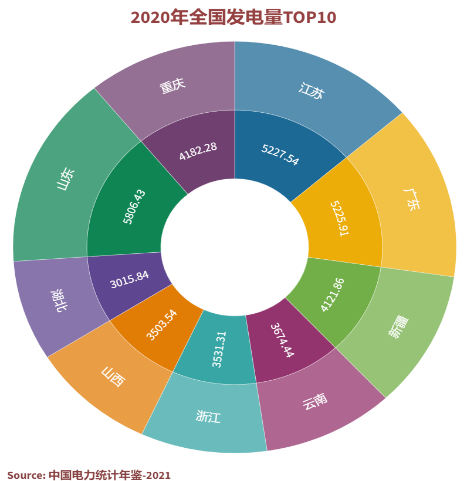 2020年全国发电量TOP10
重庆
江苏
4182.28
5227.54
山东
5806.43
广东
5225.91
湖北
3015.84
4121.86
新疆
山西
3503.54
3531.31
3674.44
浙江
云南
Source: 中国电力统计年鉴-2021